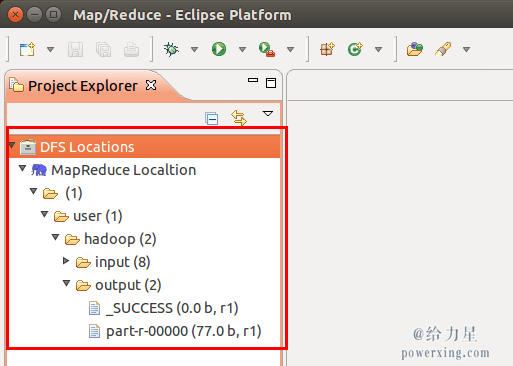 Map/Reduce - Eclipse Platform
Project Explorer
DFS Locations
MapReduce Localtion
(1)
user (1)
hadoop (2)
input (8)
output (2)
_SUCCESS (0.0 b, r1)
part-r-00000 (77.0 b, r1)
@给力星
powerxing.com